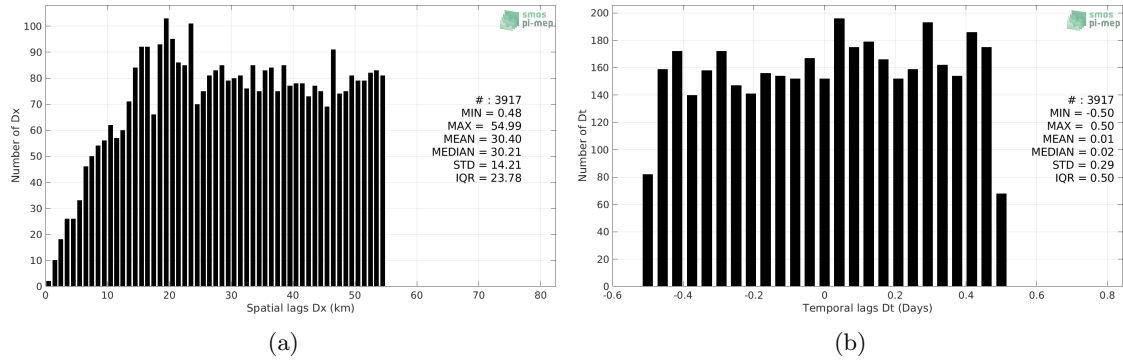 smos
pi-mep
100
90
80
70
60
50
40
30
20
10
0
Number of Dx
# : 3917
MIN = 0.48
MAX = 54.99
MEAN = 30.40
MEDIAN = 30.21
STD = 14.21
IQR = 23.78
0 10 20 30 40 50 60 70 80
Spatial lags Dx (km)
(a)
smos
pi-mep
200
180
160
140
120
100
80
60
40
20
0
Number of Dt
# : 3917
MIN = -0.50
MAX = 0.50
MEAN = 0.01
MEDIAN = 0.02
STD = 0.29
IQR = 0.50
-0.6 -0.4 -0.2 0 0.2 0.4 0.6 0.8
Temporal lags Dt (Days)
(b)